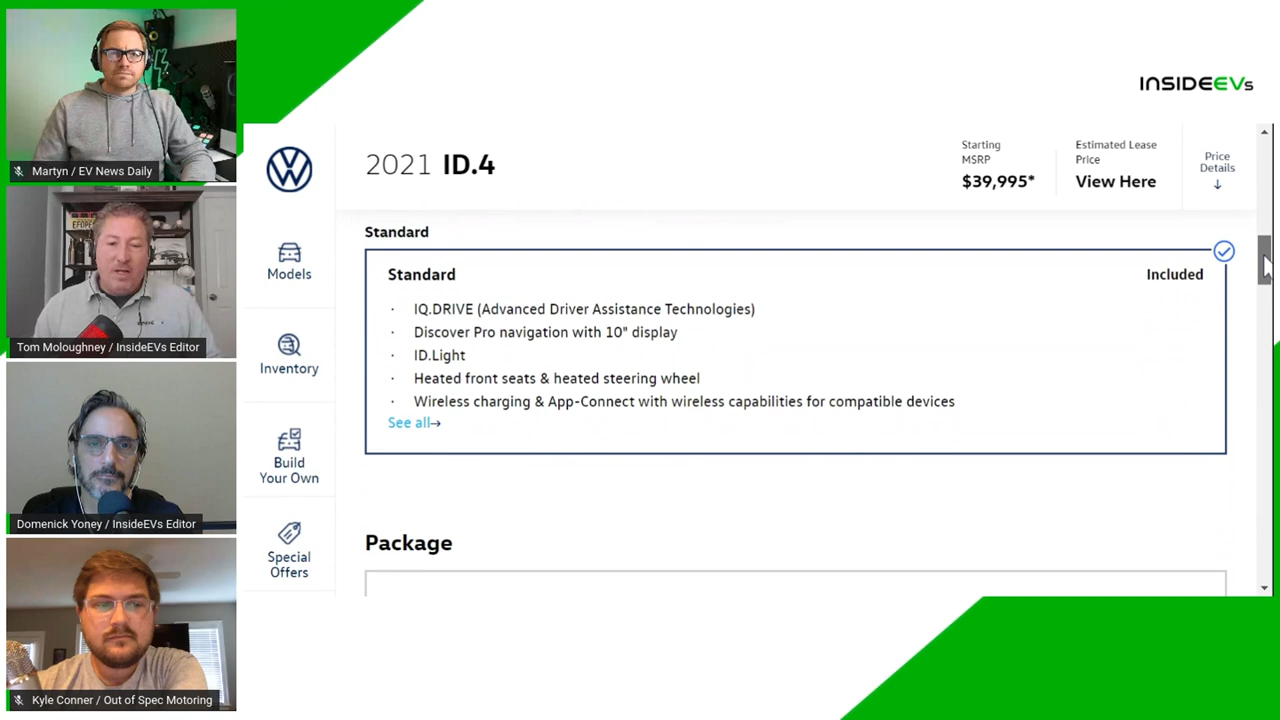 Martyn / EV News Daily
EFOPE
Tom Moloughney / InsideEVs Editor
Domenick Yoney / InsideEVs Editor
Kyle Conner / Out of Spec Motoring
INSIDEEVs
2021 ID.4
Starting MSRP
$39,995*
Estimated Lease Price
View Here
Price Details
↓
Models
Inventory
Build Your Own
Special Offers
Standard
Standard
Included
· IQ.DRIVE (Advanced Driver Assistance Technologies)
· Discover Pro navigation with 10" display
· ID.Light
· Heated front seats & heated steering wheel
· Wireless charging & App-Connect with wireless capabilities for compatible devices
See all→
Package